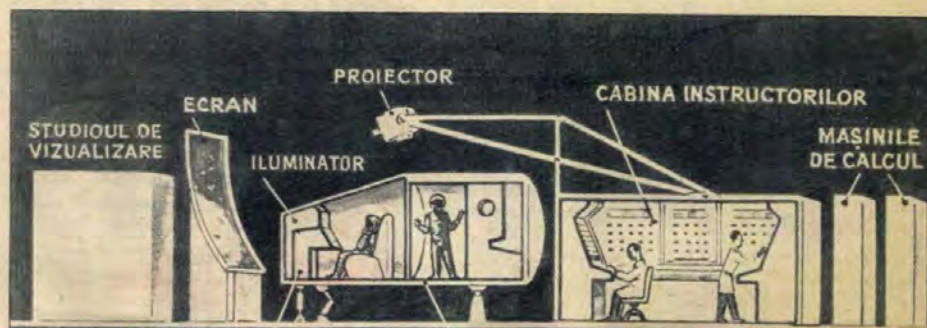 STUDIOUL DE
VIZUALIZARE
ECRAN
ILUMINATOR
PROIECTOR
CABINA INSTRUCTORILOR
MAȘINILE
DE CALCUL